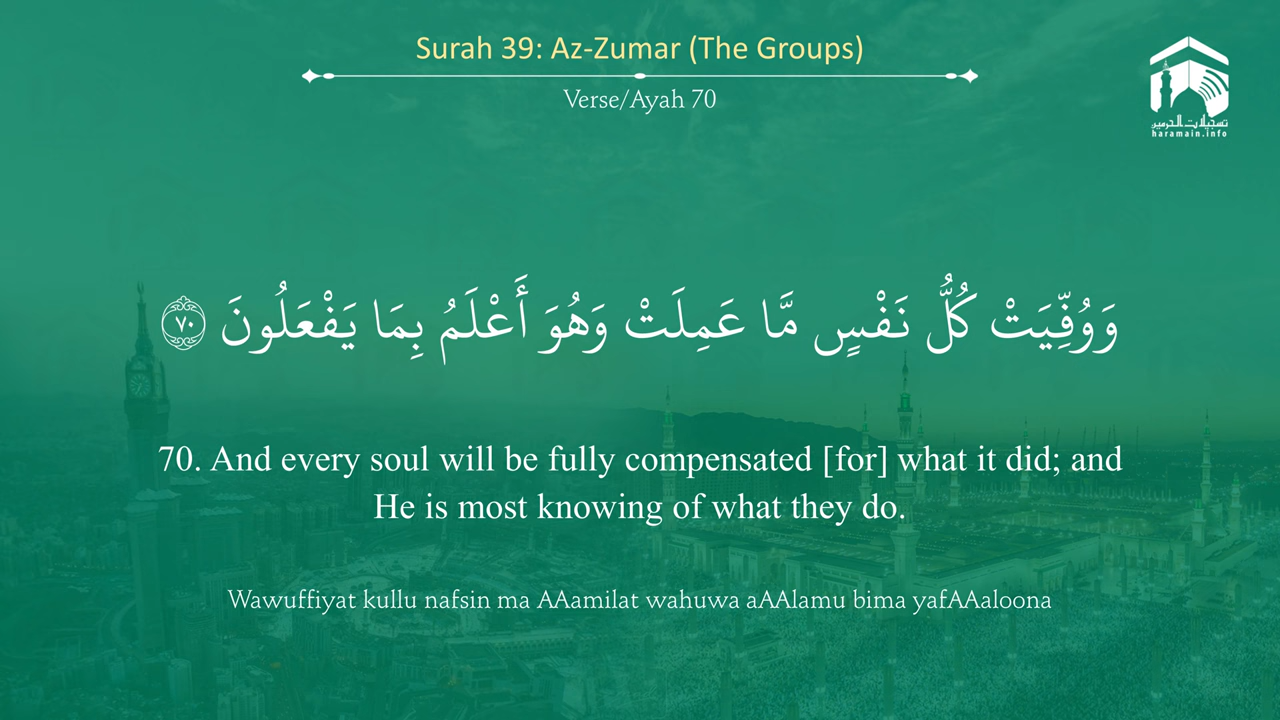 Surah 39: Az-Zumar (The Groups)
Verse/Ayah 70
تسجيلات الحرمين
haramain.info
وَوُفِّيَتْ كُلُّ نَفْسٍ مَّا عَمِلَتْ وَهُوَ أَعْلَمُ بِمَا يَفْعَلُونَ ٧٠
70. And every soul will be fully compensated [for] what it did; and
He is most knowing of what they do.
Wawuffiyat kullu nafsin ma AAamilat wahuwa aAAlamu bima yafAAaloona